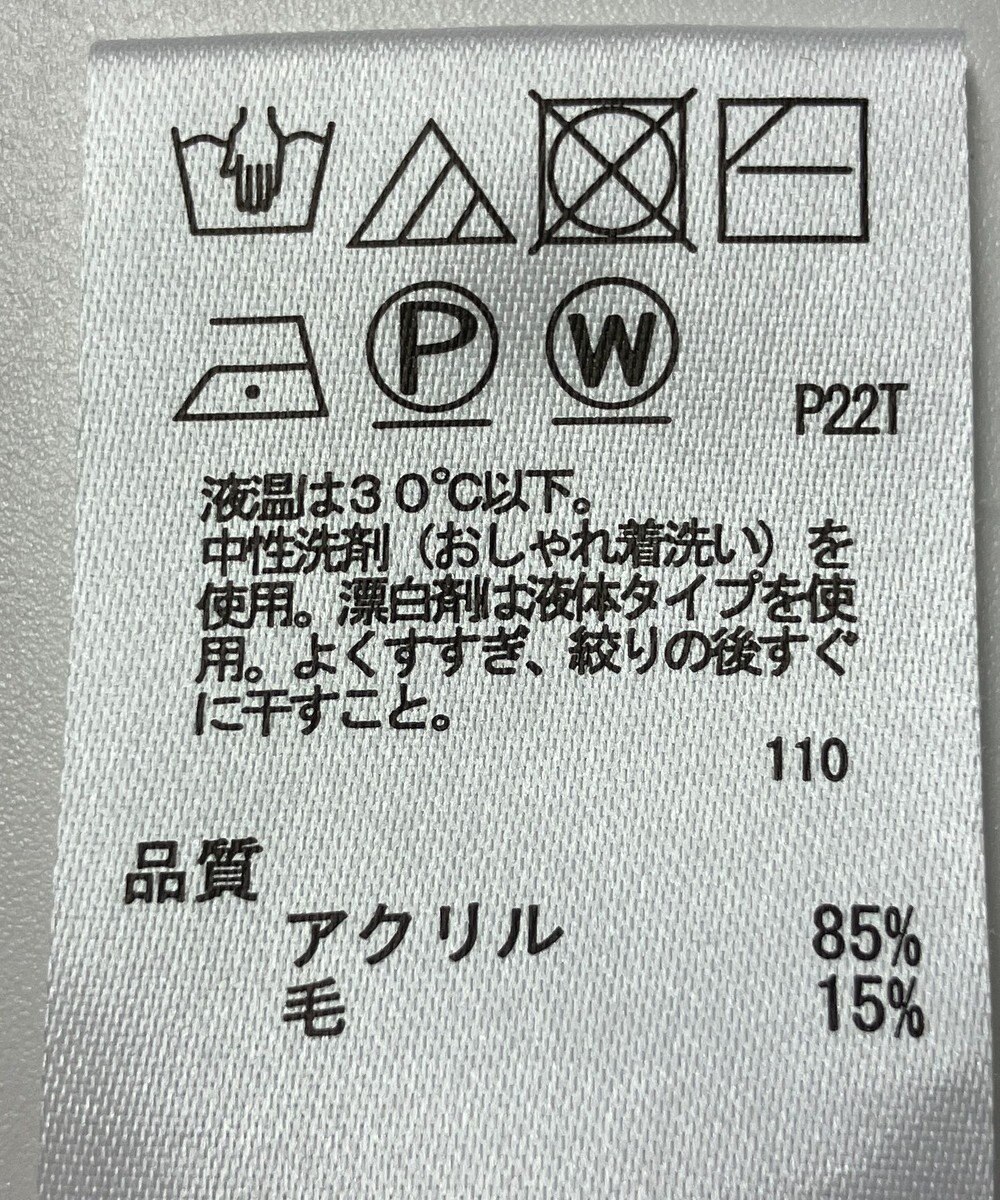 P W
P22T
液温は30℃以下。
中性洗剤(おしゃれ着洗い)を
使用。漂白剤は液体タイプを使
用。よくすすぎ、絞りの後すぐ
に干すこと。
110
品質
アクリル 85%
毛 15%